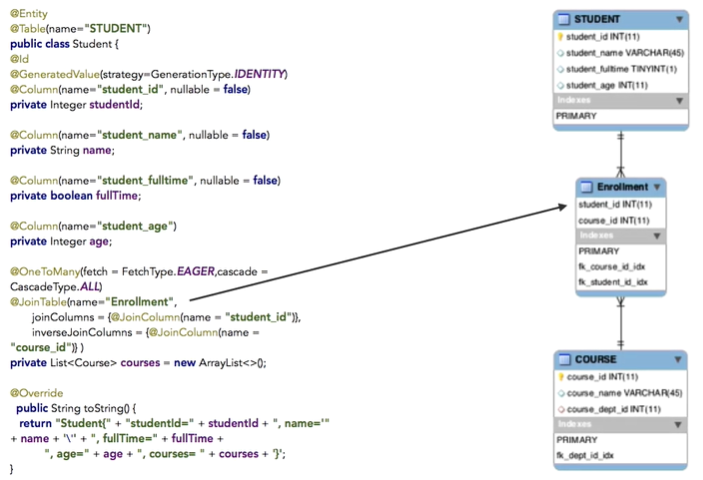 @Entity
@Table(name="STUDENT")
public class Student {
@Id
@GeneratedValue(strategy=GenerationType.IDENTITY)
@Column(name="student_id", nullable = false)
private Integer studentId;
@Column(name="student_name", nullable = false)
private String name;
@Column(name="student_fulltime", nullable = false)
private boolean fullTime;
@Column(name="student_age")
private Integer age;
@OneToMany(fetch = FetchType.EAGER,cascade =
CascadeType.ALL)
@JoinTable(name="Enrollment",
joinColumns = {@JoinColumn(name = "student_id")},
inverseJoinColumns = {@JoinColumn(name =
"course_id")} )
private List<Course> courses = new ArrayList<>();
@Override
public String toString() {
return "Student{" + "studentId=" + studentId + ", name='"
+ name + '\'' + ", fullTime=" + fullTime +
", age=" + age + ", courses= " + courses + '}';
}
STUDENT
student_id INT(11)
student_name VARCHAR(45)
student_fulltime TINYINT(1)
student_age INT(11)
Indexes
PRIMARY
Enrollment
student_id INT(11)
course_id INT(11)
Indexes
PRIMARY
fk_course_id_idx
fk_student_id_idx
COURSE
course_id INT(11)
course_name VARCHAR(45)
course_dept_id INT(11)
Indexes
PRIMARY
fk_dept_id_idx